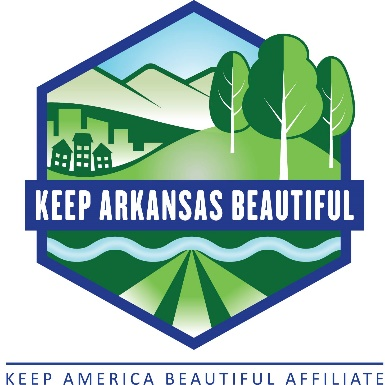 KEEP ARKANSAS BEAUTIFUL
KEEP AMERICA BEAUTIFUL AFFILIATE